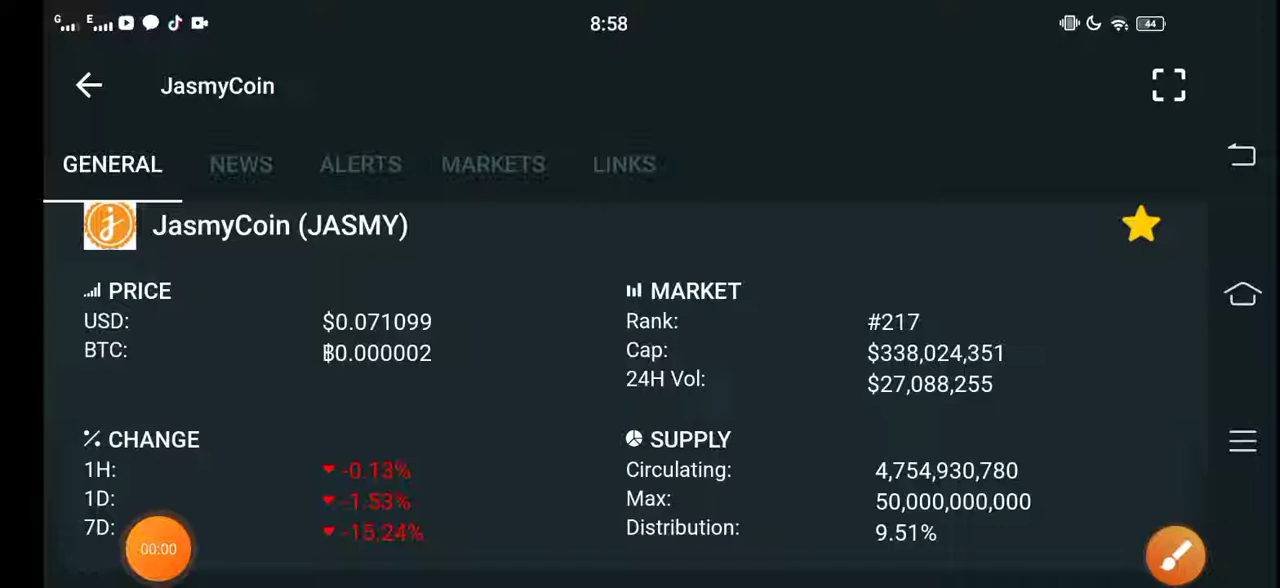 G E 8:58 44
JasmyCoin
GENERAL NEWS ALERTS MARKETS LINKS
JasmyCoin (JASMY)
PRICE MARKET
USD: $0.071099 Rank: #217
BTC: ฿0.000002 Cap: $338,024,351
24H Vol: $27,088,255
CHANGE SUPPLY
1H: -0.13% Circulating: 4,754,930,780
1D: -1.53% Max: 50,000,000,000
7D: -15.24% Distribution: 9.51%
00:00